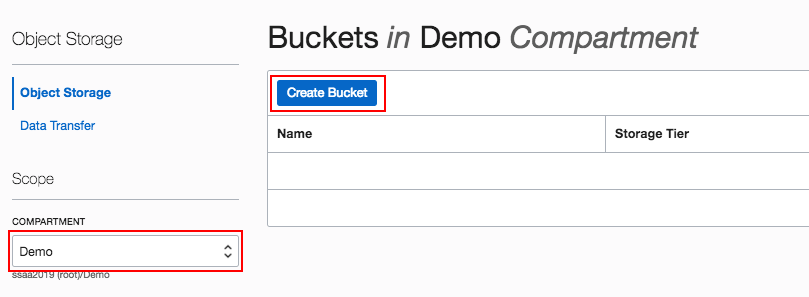 Object Storage
Object Storage
Data Transfer
Scope
COMPARTMENT
Demo
ssaa2019 (root)/Demo
Buckets in Demo Compartment
Create Bucket
Name Storage Tier